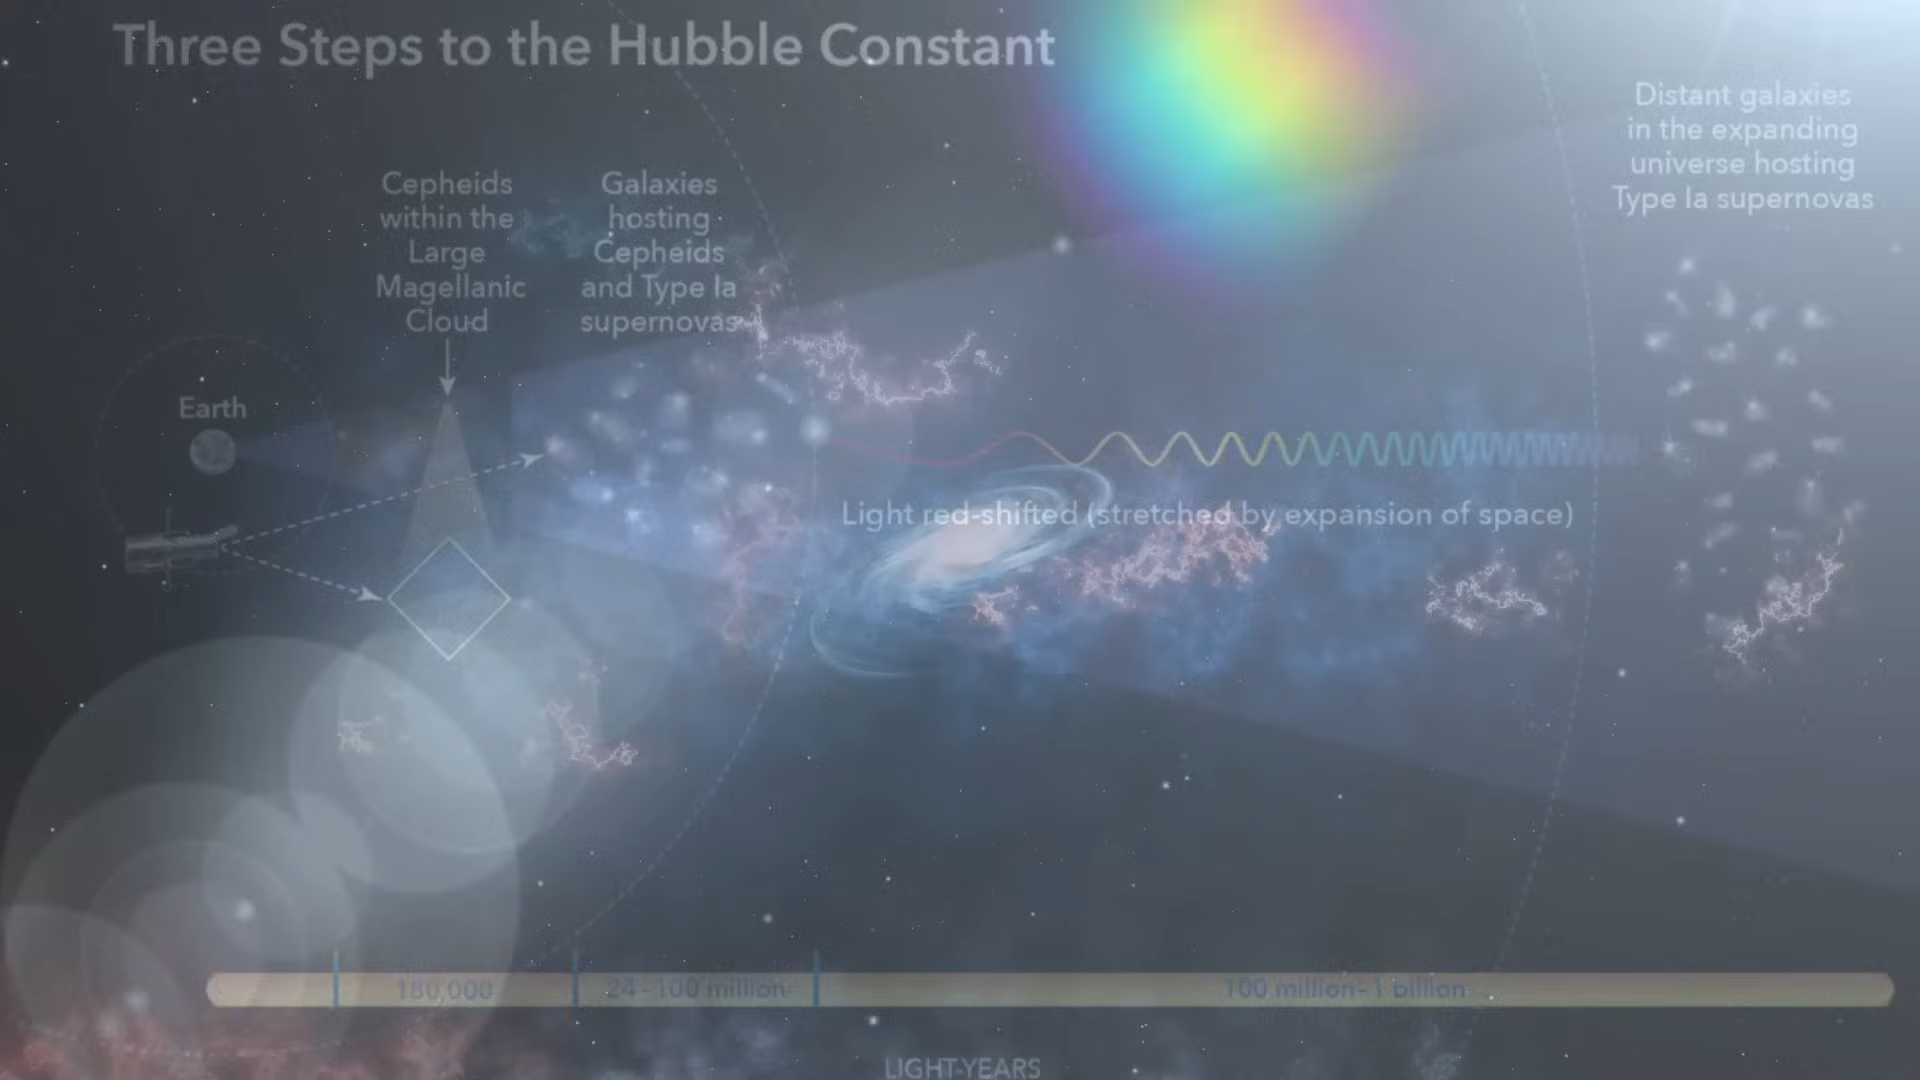 Three Steps to the Hubble Constant
Distant galaxies
in the expanding
universe hosting
Type Ia supernovas
Cepheids
within the
Large
Magellanic
Cloud
Galaxies
hosting
Cepheids
and Type Ia
supernovas
Earth
Light red-shifted (stretched by expansion of space)
180,000
24–100 million
100 million–1 billion
LIGHT-YEARS